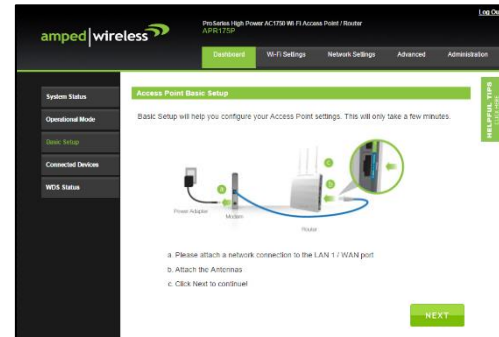 Log Out
amped wireless
ProSeries High Power AC1750 Wi-Fi Access Point / Router
APR175P
Dashboard Wi-Fi Settings Network Settings Advanced Administration
System Status
Operational Mode
Basic Setup
Connected Devices
WDS Status
Access Point Basic Setup
Basic Setup will help you configure your Access Point settings. This will only take a few minutes.
HELPFUL TIPS
CLICK HERE
Power Adapter
Modem
Router
a. Please attach a network connection to the LAN 1 / WAN port
b. Attach the Antennas
c. Click Next to continue!
NEXT